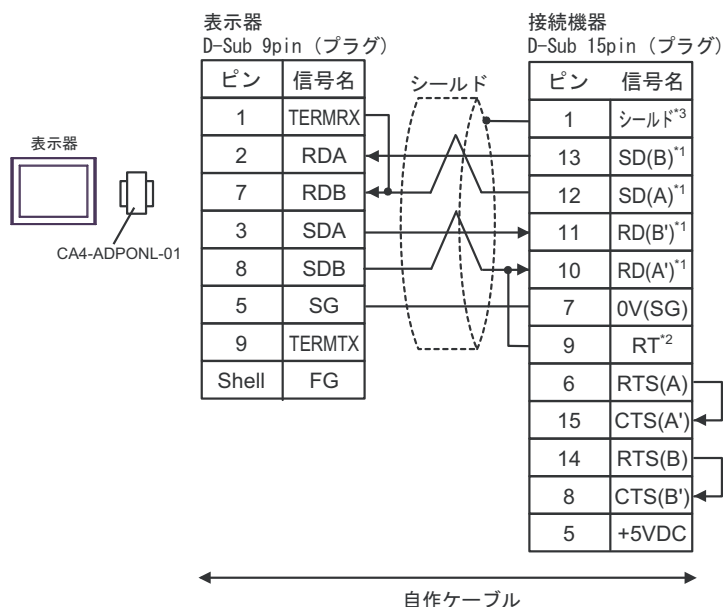 表示器
D-Sub 9pin (プラグ)
接続機器
D-Sub 15pin (プラグ)
ピン 信号名
1 TERMRX
2 RDA
7 RDB
3 SDA
8 SDB
5 SG
9 TERMTX
Shell FG
シールド
ピン 信号名
1 シールド*3
13 SD(B)*1
12 SD(A)*1
11 RD(B')*1
10 RD(A')*1
7 0V(SG)
9 RT*2
6 RTS(A)
15 CTS(A')
14 RTS(B)
8 CTS(B')
5 +5VDC
表示器
CA4-ADPONL-01
自作ケーブル